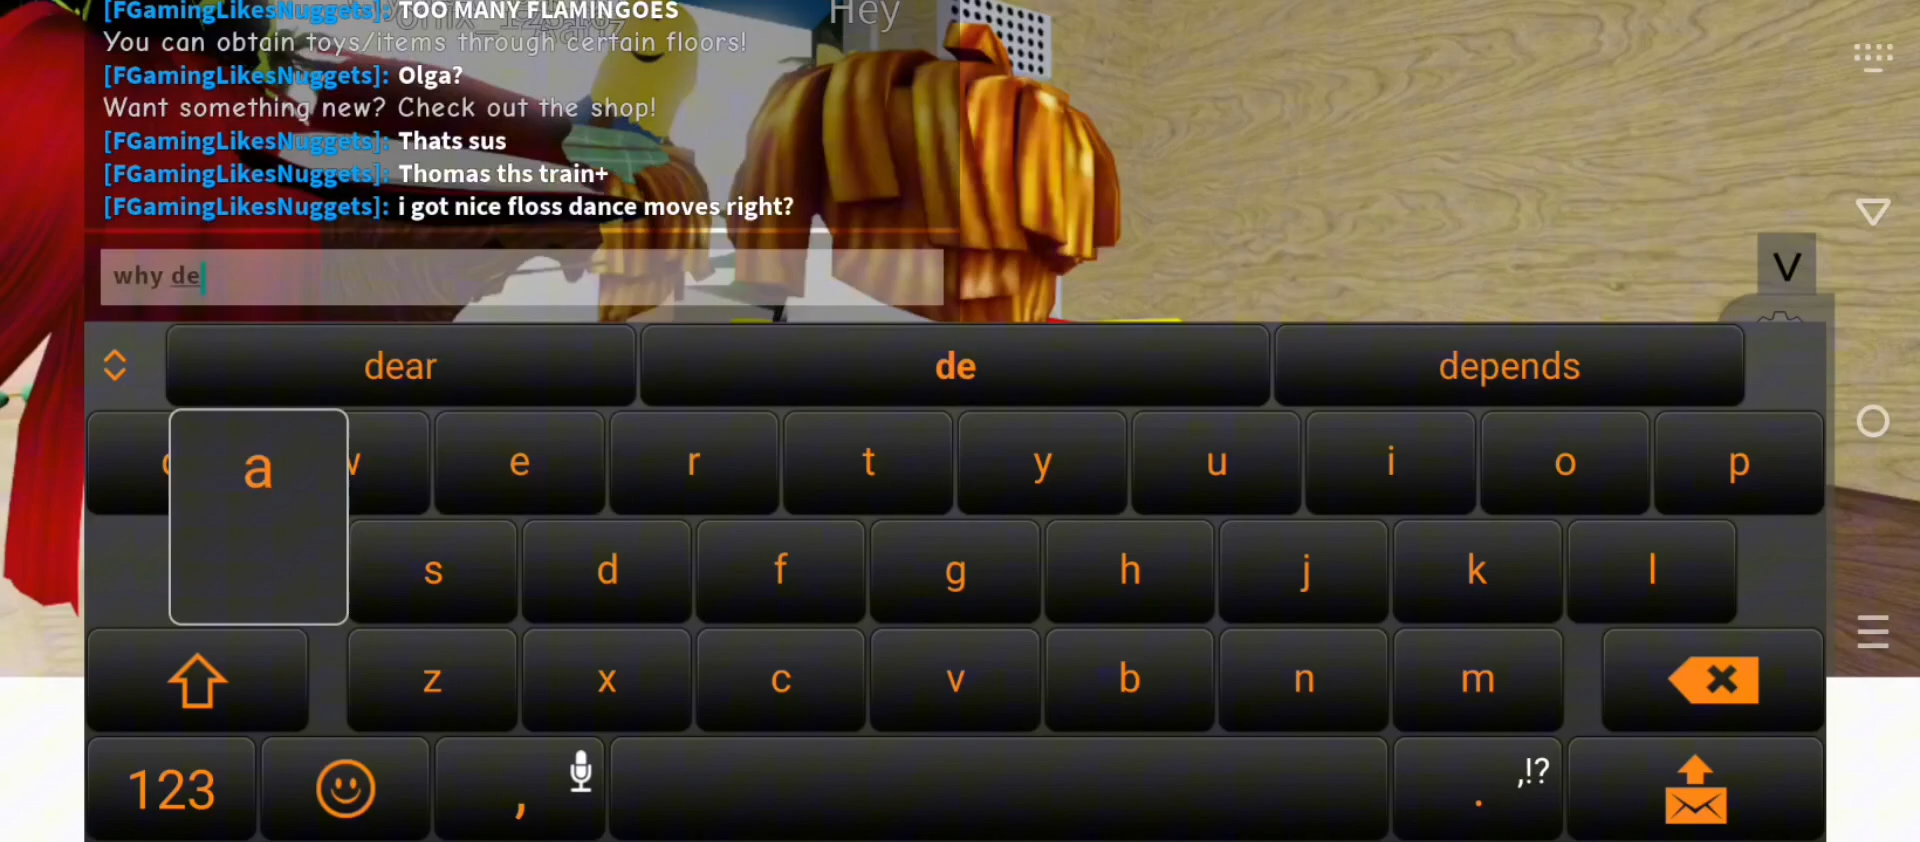 [FGamingLikesNuggets]: TOO MANY FLAMINGOES
Hey
You can obtain toys/items through certain floors!
[FGamingLikesNuggets]: Olga?
Want something new? Check out the shop!
[FGamingLikesNuggets]: Thats sus
[FGamingLikesNuggets]: Thomas ths train+
[FGamingLikesNuggets]: i got nice floss dance moves right?
why de
V
dear de depends
a e r t y u i o p
s d f g h j k l
z x c v b n m
123 , ,!? .